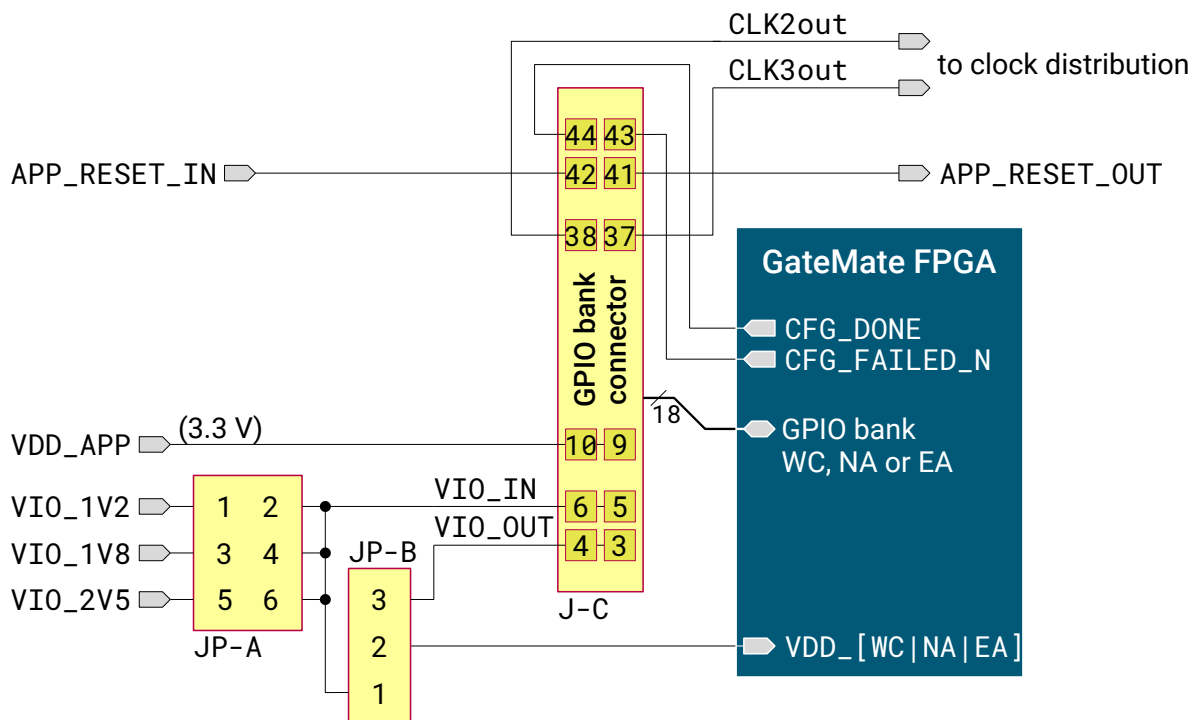 CLK2out
to clock distribution
CLK3out
44 43
APP_RESET_IN
42 41
APP_RESET_OUT
38 37
GateMate FPGA
GPIO bank
connector
CFG_DONE
CFG_FAILED_N
18
GPIO bank
WC, NA or EA
VDD_APP
(3.3 V)
10 9
VIO_1V2
1 2
VIO_IN
6 5
VIO_OUT
4 3
VIO_1V8
3 4
JP-B
VIO_2V5
5 6
3
J-C
JP-A
2
VDD_[WC|NA|EA]
1